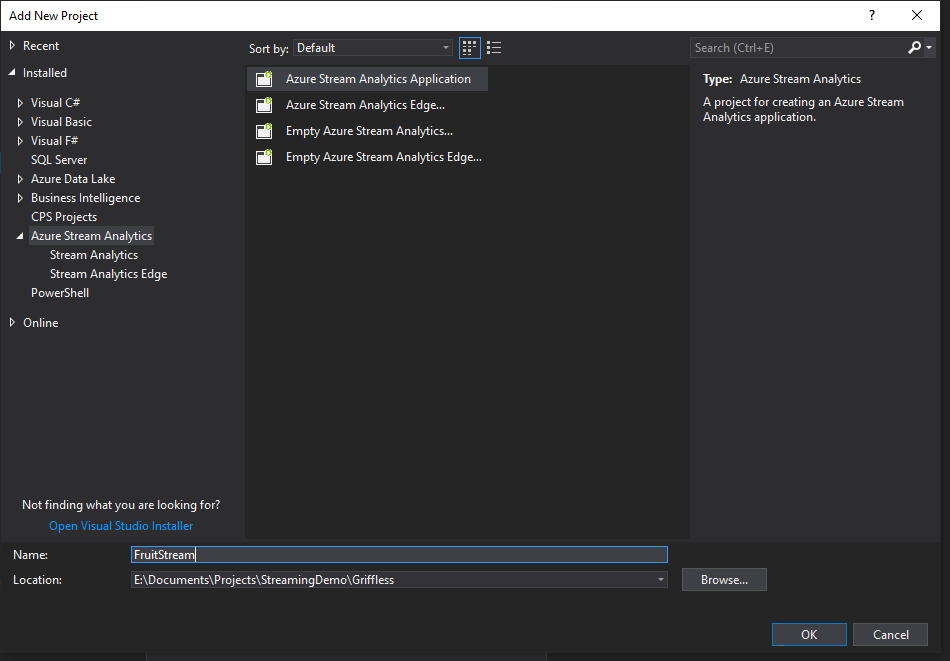 Add New Project
?
Recent
Installed
Visual C#
Visual Basic
Visual F#
SQL Server
Azure Data Lake
Business Intelligence
CPS Projects
Azure Stream Analytics
Stream Analytics
Stream Analytics Edge
PowerShell
Online
Not finding what you are looking for?
Open Visual Studio Installer
Sort by: Default
Azure Stream Analytics Application
Azure Stream Analytics Edge...
Empty Azure Stream Analytics...
Empty Azure Stream Analytics Edge...
Search (Ctrl+E)
Type: Azure Stream Analytics
A project for creating an Azure Stream
Analytics application.
Name: FruitStream
Location: E:\Documents\Projects\StreamingDemo\Griffless
Browse...
OK Cancel